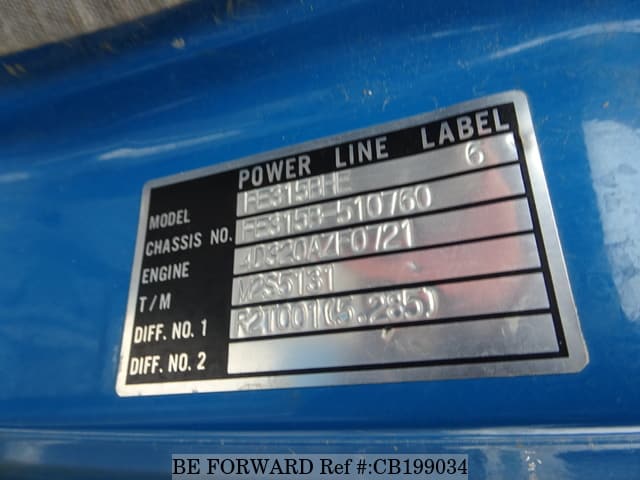 POWER LINE LABEL
MODEL FE315BHE 6
CHASSIS NO. FE315B-510760
ENGINE 4D320AZF0721
T/M M2S5131
DIFF. NO. 1 R2T001(5.285)
DIFF. NO. 2
BE FORWARD Ref #:CB199034